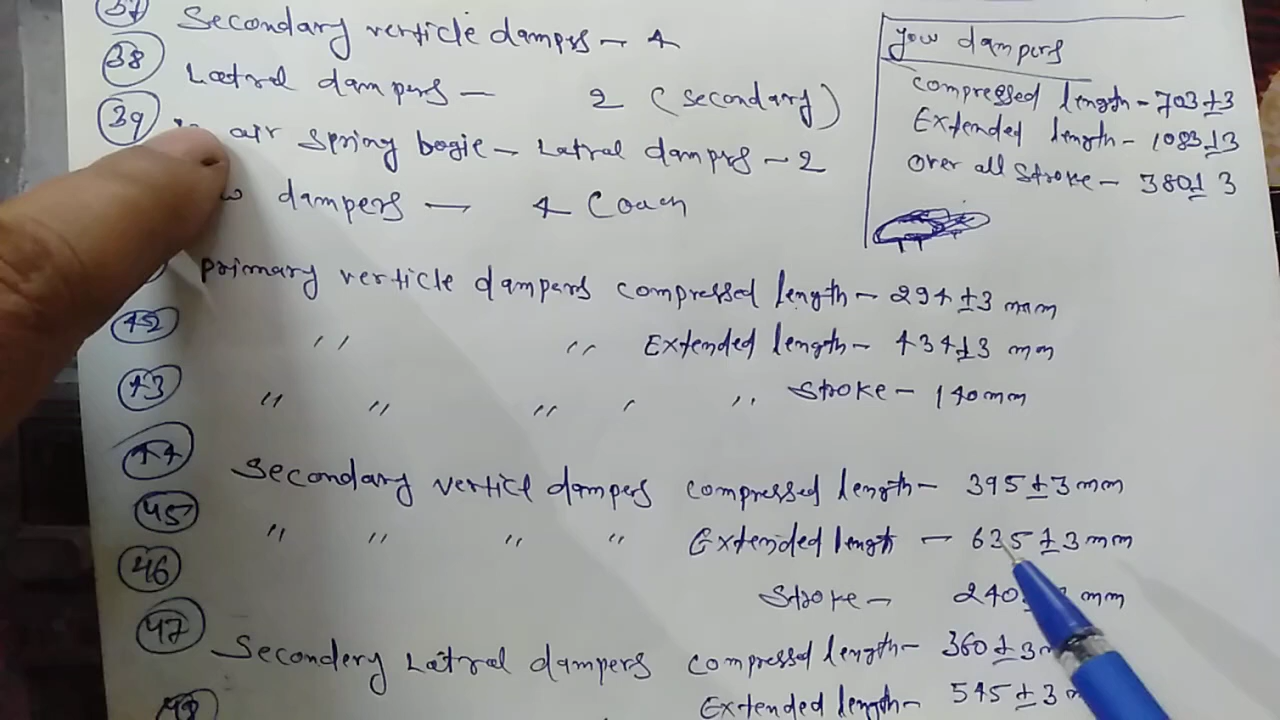 37 Secondary verticle dampers - 4
38 Latral dampers - 2 (Secondary)
39 air Spring bogie - Latral dampers - 2
dampers - 4 Coach
Primary verticle dampers compressed length - 294 ± 3 mm
42 " " Extended length - 434 ± 3 mm
43 " " " " " Stroke - 140 mm
44 Secondary verticl dampers compressed length - 395 ± 3 mm
45 " " " " Extended length - 635 ± 3 mm
46 Stroke - 240 mm
47 Secondery Latral dampers compressed length - 360 ± 3
48 Extended length - 545 ± 3
yow dampers
compressed length - 703 ± 3
Extended length - 1083 ± 3
over all Stroke - 380 ± 3